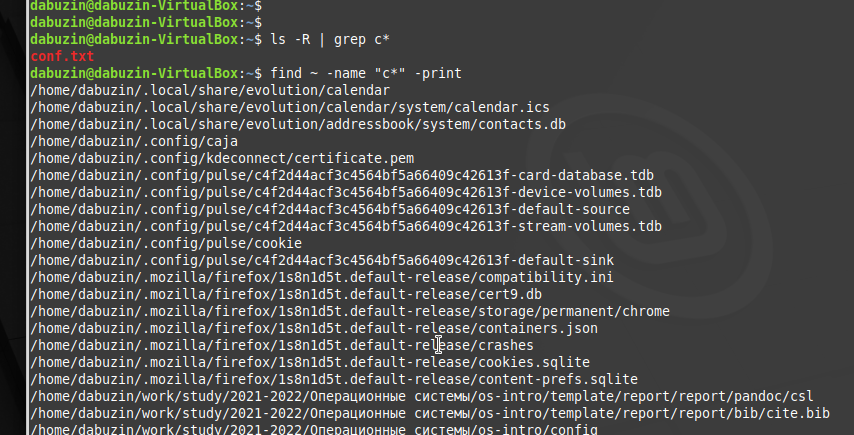 dabuzin@dabuzin-VirtualBox:~$
dabuzin@dabuzin-VirtualBox:~$
dabuzin@dabuzin-VirtualBox:~$ ls -R | grep c*
conf.txt
dabuzin@dabuzin-VirtualBox:~$ find ~ -name "c*" -print
/home/dabuzin/.local/share/evolution/calendar
/home/dabuzin/.local/share/evolution/calendar/system/calendar.ics
/home/dabuzin/.local/share/evolution/addressbook/system/contacts.db
/home/dabuzin/.config/caja
/home/dabuzin/.config/kdeconnect/certificate.pem
/home/dabuzin/.config/pulse/c4f2d44acf3c4564bf5a66409c42613f-card-database.tdb
/home/dabuzin/.config/pulse/c4f2d44acf3c4564bf5a66409c42613f-device-volumes.tdb
/home/dabuzin/.config/pulse/c4f2d44acf3c4564bf5a66409c42613f-default-source
/home/dabuzin/.config/pulse/c4f2d44acf3c4564bf5a66409c42613f-stream-volumes.tdb
/home/dabuzin/.config/pulse/cookie
/home/dabuzin/.config/pulse/c4f2d44acf3c4564bf5a66409c42613f-default-sink
/home/dabuzin/.mozilla/firefox/1s8n1d5t.default-release/compatibility.ini
/home/dabuzin/.mozilla/firefox/1s8n1d5t.default-release/cert9.db
/home/dabuzin/.mozilla/firefox/1s8n1d5t.default-release/storage/permanent/chrome
/home/dabuzin/.mozilla/firefox/1s8n1d5t.default-release/containers.json
/home/dabuzin/.mozilla/firefox/1s8n1d5t.default-release/crashes
/home/dabuzin/.mozilla/firefox/1s8n1d5t.default-release/cookies.sqlite
/home/dabuzin/.mozilla/firefox/1s8n1d5t.default-release/content-prefs.sqlite
/home/dabuzin/work/study/2021-2022/Операционные системы/os-intro/template/report/report/pandoc/csl
/home/dabuzin/work/study/2021-2022/Операционные системы/os-intro/template/report/report/bib/cite.bib
/home/dabuzin/work/study/2021-2022/Операционные системы/os-intro/config